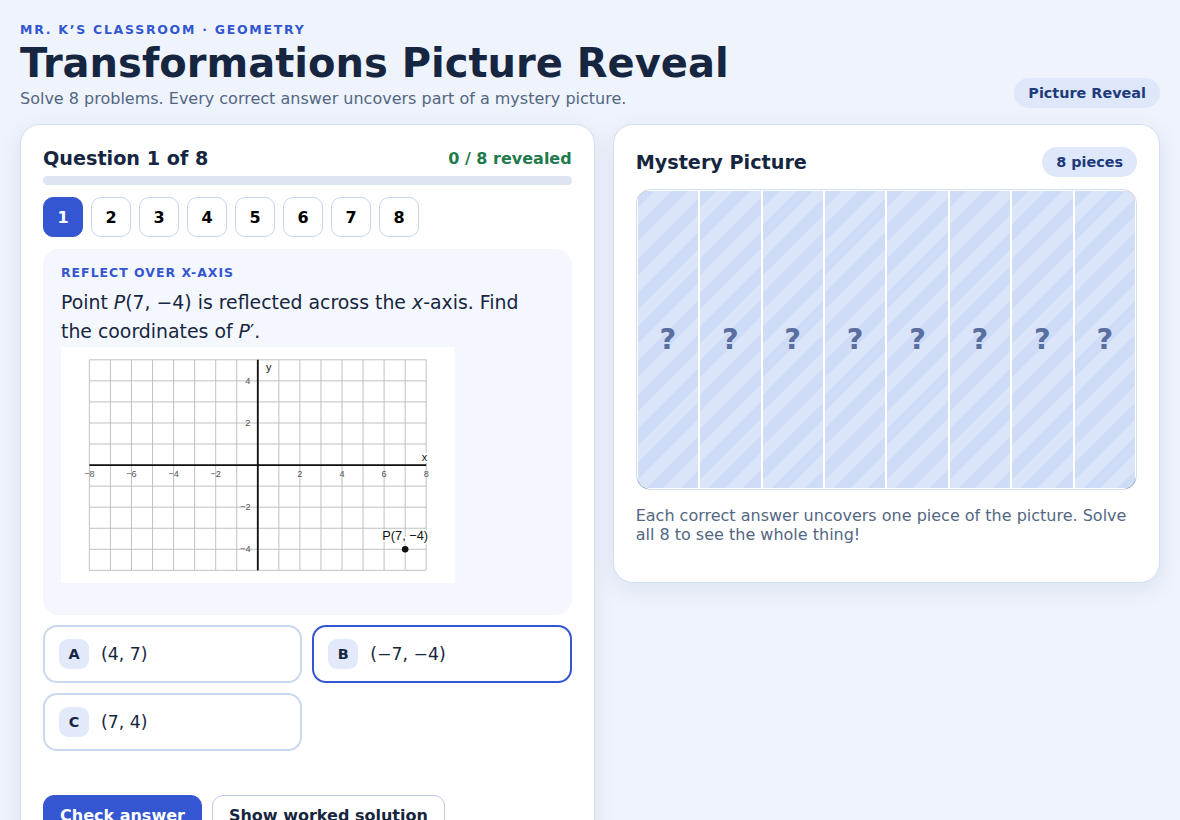 MR. K'S CLASSROOM · GEOMETRY
Transformations Picture Reveal
Solve 8 problems. Every correct answer uncovers part of a mystery picture.
Picture Reveal
Question 1 of 8
0 / 8 revealed
1 2 3 4 5 6 7 8
REFLECT OVER X-AXIS
Point P(7, −4) is reflected across the x-axis. Find
the coordinates of P′.
y
4
2
x
−8 −6 −4 −2 2 4 6 8
−2
P(7, −4)
−4
A (4, 7)
B (−7, −4)
C (7, 4)
Check answer
Show worked solution
Mystery Picture
8 pieces
? ? ? ? ? ? ? ?
Each correct answer uncovers one piece of the picture. Solve
all 8 to see the whole thing!